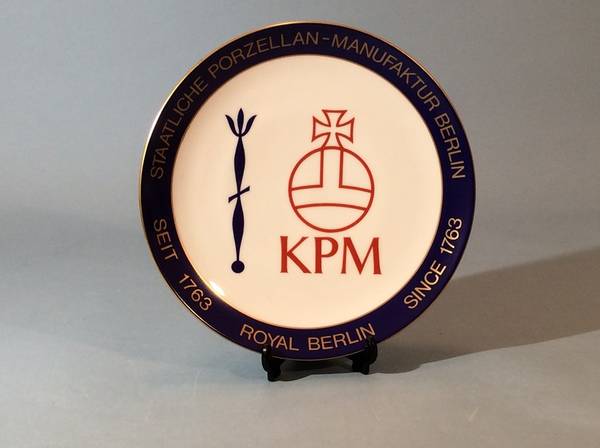 STAATLICHE PORZELLAN-MANUFAKTUR BERLIN
KPM
SEIT 1763
ROYAL BERLIN
SINCE 1763